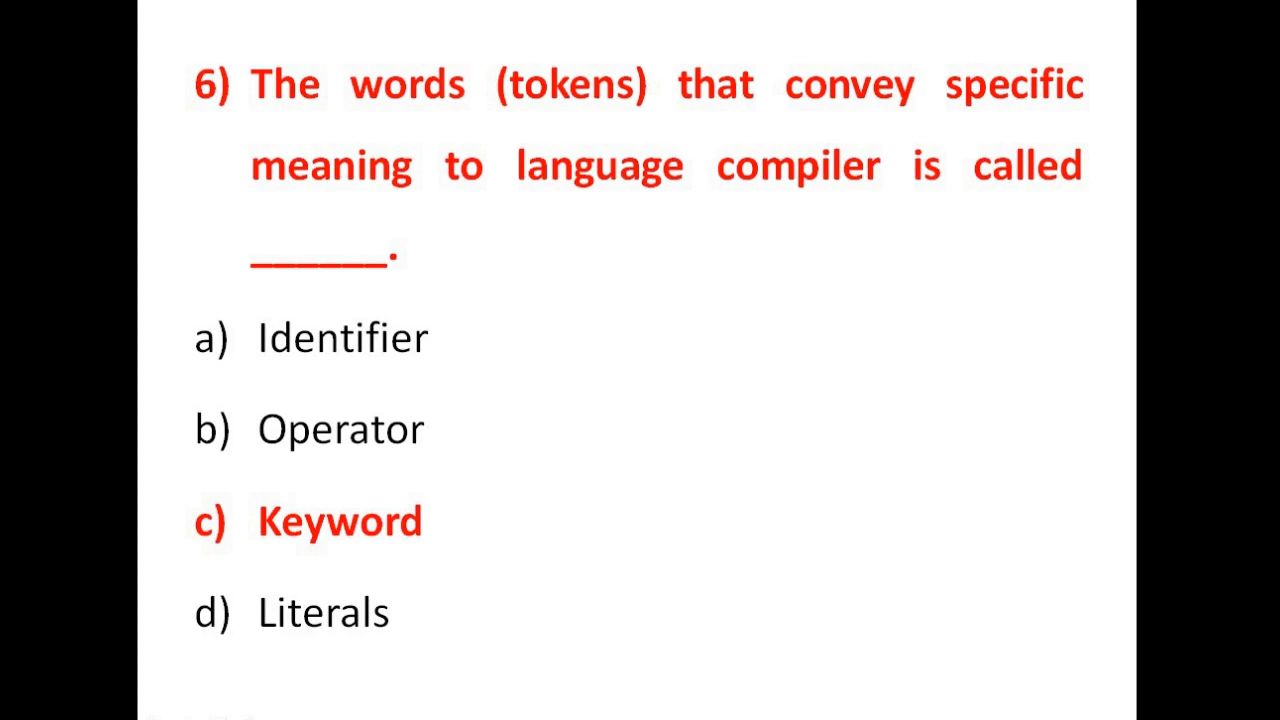 6) The words (tokens) that convey specific
meaning to language compiler is called
______.
a) Identifier
b) Operator
c) Keyword
d) Literals